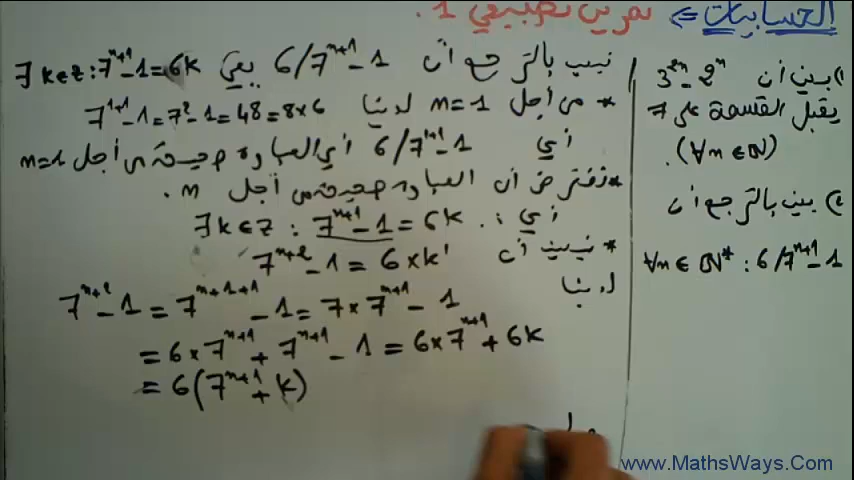 الحسابيات ⇐ تمرين تطبيقي 1.
1) بين أن 3^{2n} - 2^n
يقبل القسمة على 7
(∀n ∈ ℕ).
2) بين بالترجع أن
∀n ∈ ℕ* : 6/7^{n+1} - 1
نبين بالترجع أن 6/7^{n+1} - 1 يعني ∃k∈ℤ : 7^{n+1} - 1 = 6k
* من أجل n=1 لدينا 7^{1+1} - 1 = 7² - 1 = 48 = 8×6
أي 6/7^{1+1} - 1 أي العبارة صحيحة من أجل n=1
* نفترض أن العبارة صحيحة من أجل n.
أي : ∃k∈ℤ : 7^{n+1} - 1 = 6k
* نبين أن 7^{n+2} - 1 = 6×k'
لدينا
7^{n+2} - 1 = 7^{n+1+1} - 1 = 7×7^{n+1} - 1
= 6×7^{n+1} + 7^{n+1} - 1 = 6×7^{n+1} + 6k
= 6(7^{n+1} + k)
www.MathsWays.Com